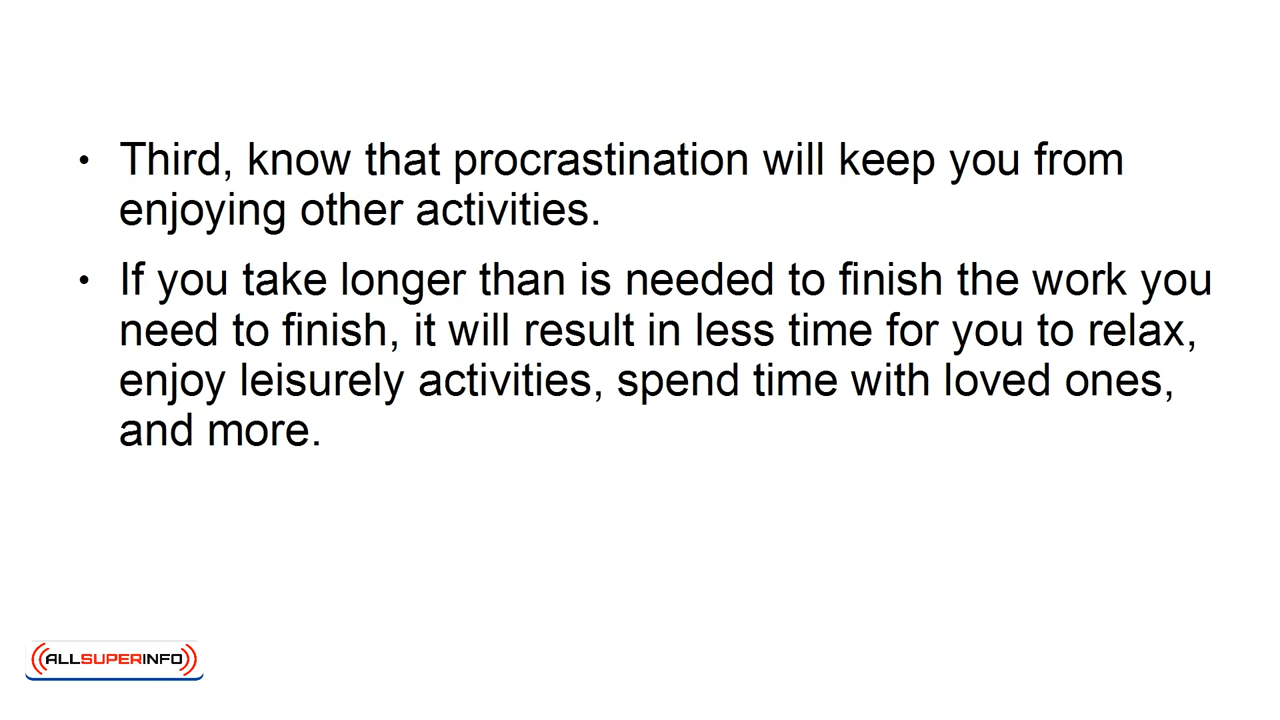 • Third, know that procrastination will keep you from
enjoying other activities.
• If you take longer than is needed to finish the work you
need to finish, it will result in less time for you to relax,
enjoy leisurely activities, spend time with loved ones,
and more.
ALLSUPERINFO